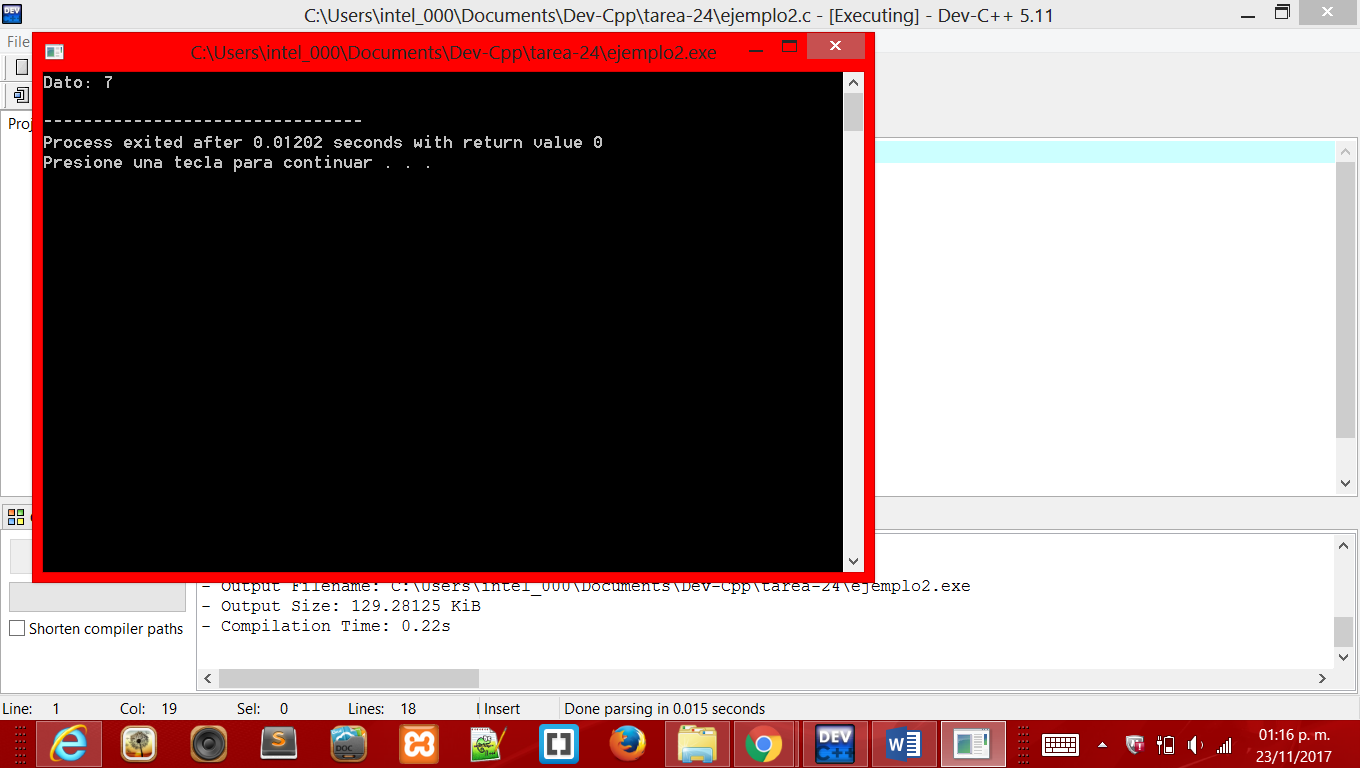 C:\Users\intel_000\Documents\Dev-Cpp\tarea-24\ejemplo2.c - [Executing] - Dev-C++ 5.11
File
C:\Users\intel_000\Documents\Dev-Cpp\tarea-24\ejemplo2.exe
Dato: 7
--------------------------------
Process exited after 0.01202 seconds with return value 0
Presione una tecla para continuar . . .
- Output Filename: C:\Users\intel_000\Documents\Dev-Cpp\tarea-24\ejemplo2.exe
- Output Size: 129.28125 KiB
- Compilation Time: 0.22s
Shorten compiler paths
Line: 1 Col: 19 Sel: 0 Lines: 18 Insert Done parsing in 0.015 seconds
DEV C++
DOC
01:16 p. m.
23/11/2017